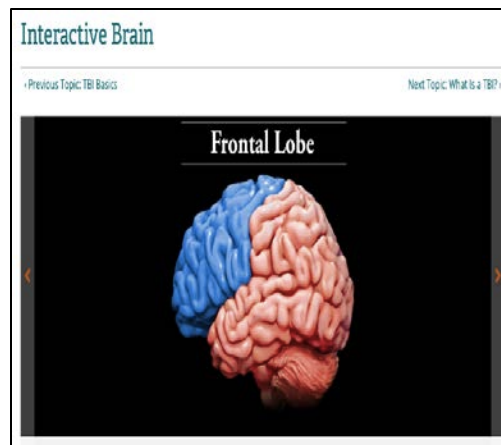 Interactive Brain
‹ Previous Topic: TBI Basics
Next Topic: What Is a TBI? ›
Frontal Lobe